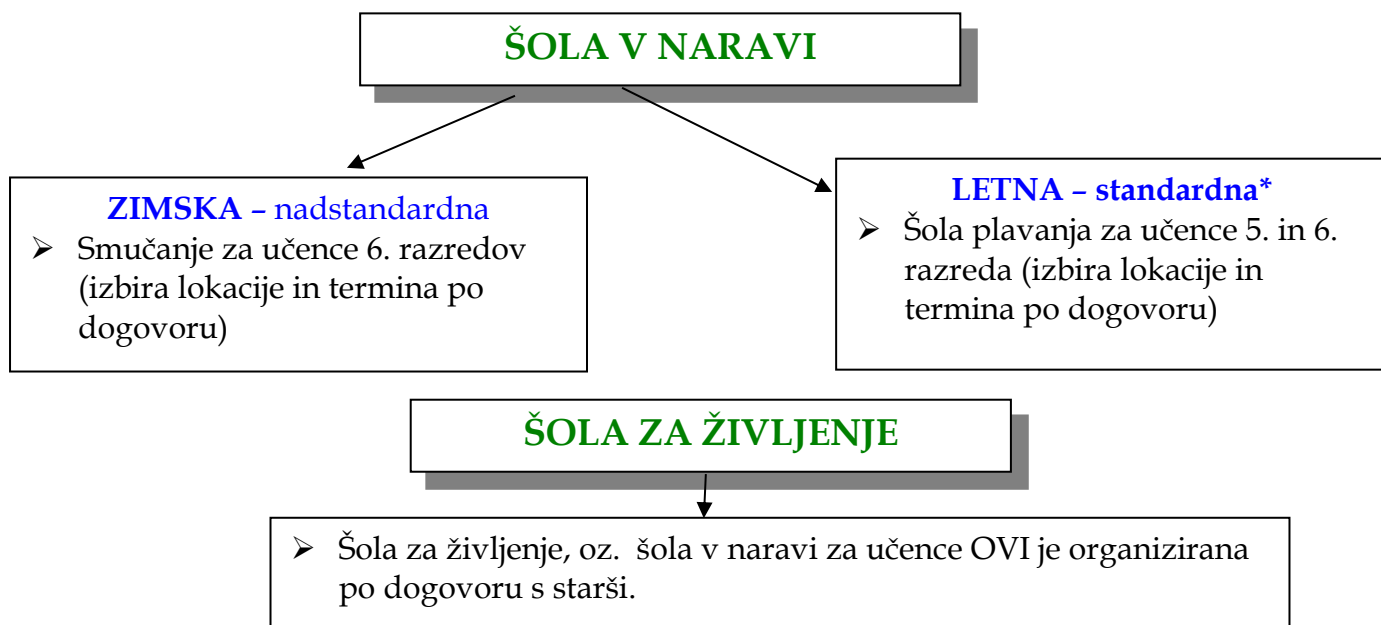 ŠOLA V NARAVI
ZIMSKA – nadstandardna
➢ Smučanje za učence 6. razredov
(izbira lokacije in termina po
dogovoru)
LETNA – standardna*
➢ Šola plavanja za učence 5. in 6.
razreda (izbira lokacije in
termina po dogovoru)
ŠOLA ZA ŽIVLJENJE
➢ Šola za življenje, oz. šola v naravi za učence OVI je organizirana
po dogovoru s starši.